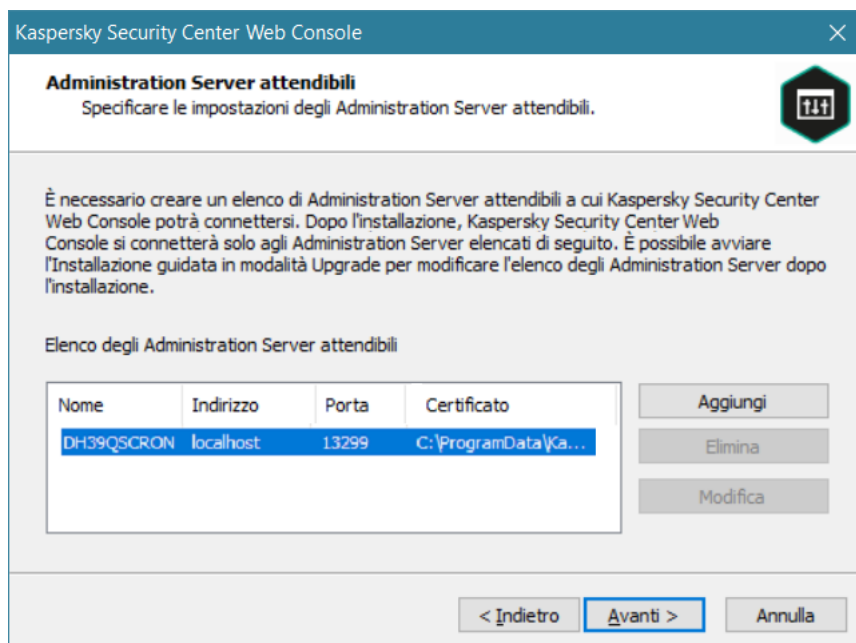 Kaspersky Security Center Web Console
Administration Server attendibili
Specificare le impostazioni degli Administration Server attendibili.
È necessario creare un elenco di Administration Server attendibili a cui Kaspersky Security Center
Web Console potrà connettersi. Dopo l'installazione, Kaspersky Security Center Web
Console si connetterà solo agli Administration Server elencati di seguito. È possibile avviare
l'Installazione guidata in modalità Upgrade per modificare l'elenco degli Administration Server dopo
l'installazione.
Elenco degli Administration Server attendibili
Nome Indirizzo Porta Certificato
DH39QSCRON localhost 13299 C:\ProgramData\Ka...
Aggiungi
Elimina
Modifica
< Indietro Avanti > Annulla